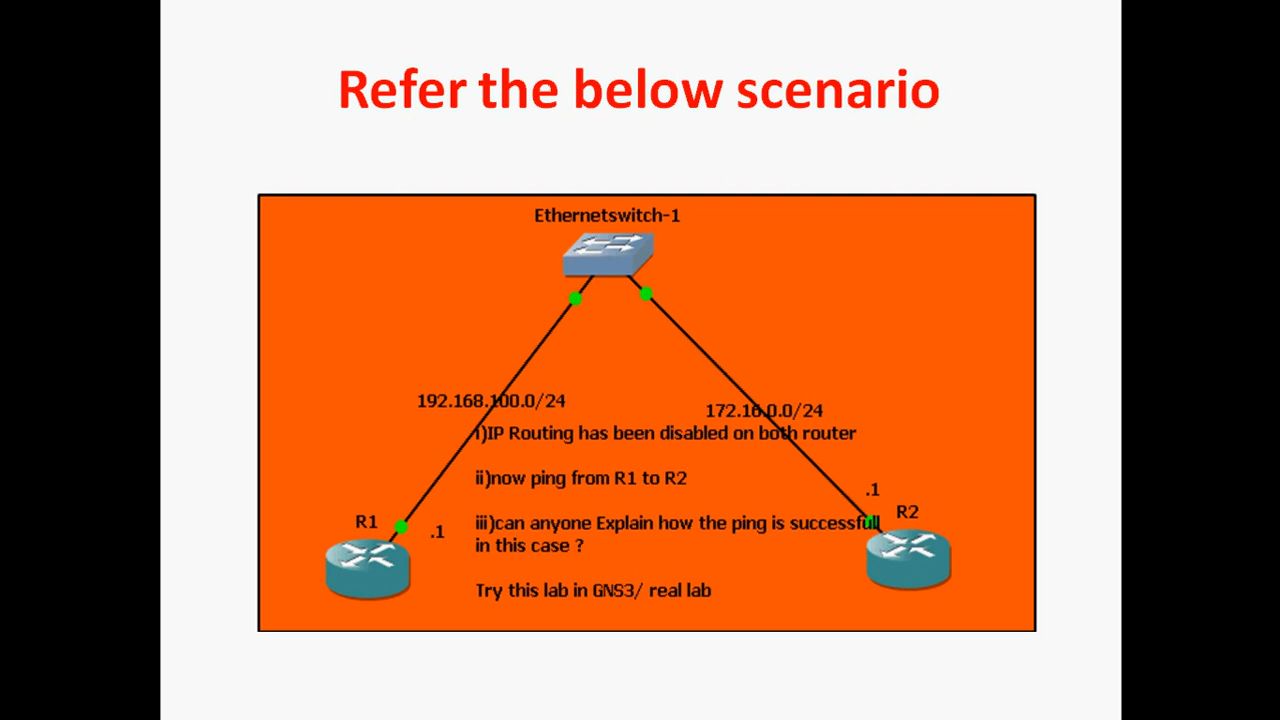 Refer the below scenario
Ethernetswitch-1
192.168.100.0/24
172.16.0.0/24
i)IP Routing has been disabled on both router
ii)now ping from R1 to R2
.1
R2
R1
.1
iii)can anyone Explain how the ping is successfull
in this case ?
Try this lab in GNS3/ real lab